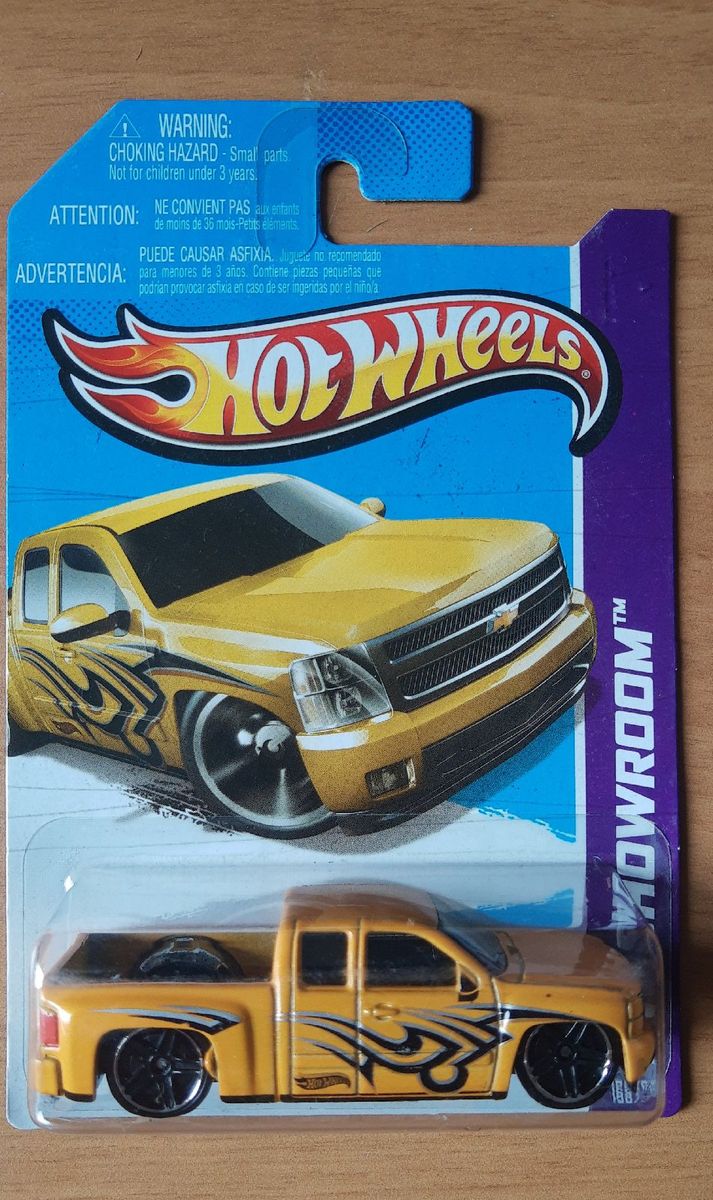 WARNING:
CHOKING HAZARD - Small parts.
Not for children under 3 years.
ATTENTION:
NE CONVIENT PAS aux enfants
de moins de 36 mois-Petits éléments.
ADVERTENCIA:
PUEDE CAUSAR ASFIXIA. Juguete no recomendado
para menores de 3 años. Contiene piezas pequeñas que
podrían provocar asfixia en caso de ser ingeridas por el niño/a.
HOT WHEELS®
HOWROOM™
HOT WHEELS